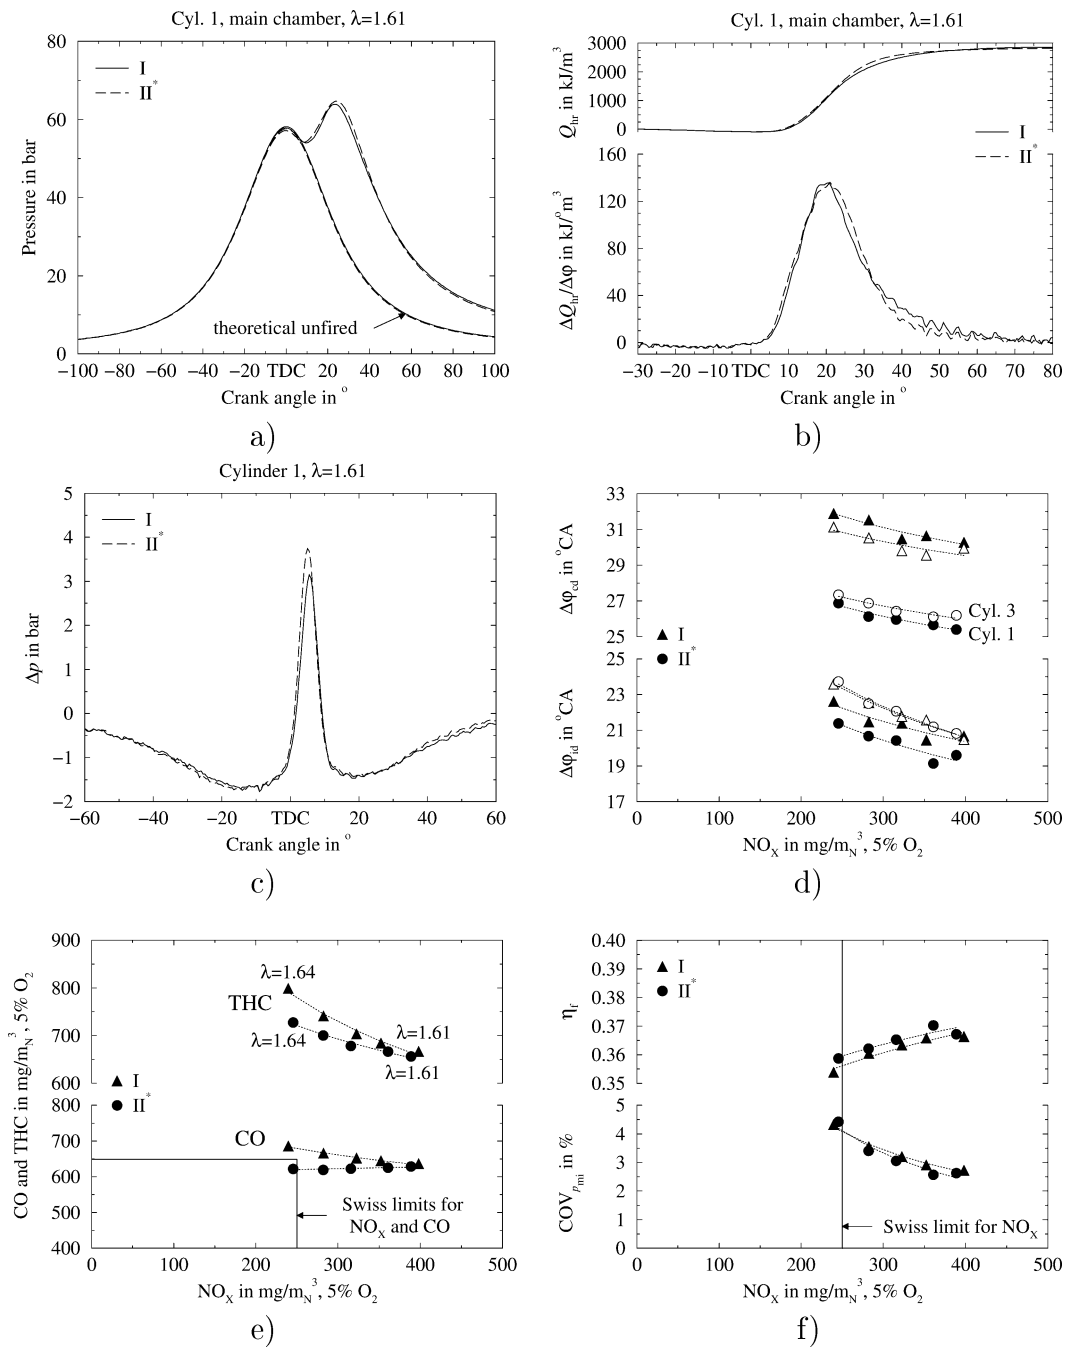 Cyl. 1, main chamber, λ=1.61
80
60
40
20
0
Pressure in bar
I
II*
theoretical unfired
−100 −80 −60 −40 −20 TDC 20 40 60 80 100
Crank angle in °
a)
Cyl. 1, main chamber, λ=1.61
3000
2000
1000
0
Q_hr in kJ/m³
I
II*
160
120
80
40
0
ΔQ_hr/Δφ in kJ/°m³
−30 −20 −10 TDC 10 20 30 40 50 60 70 80
Crank angle in °
b)
Cylinder 1, λ=1.61
5
4
3
2
1
0
−1
−2
Δp in bar
I
II*
−60 −40 −20 TDC 20 40 60
Crank angle in °
c)
33
31
29
27
25
Δφ_cd in °CA
Cyl. 3
Cyl. 1
I
II*
25
23
21
19
17
Δφ_id in °CA
0 100 200 300 400 500
NO_X in mg/m_N³, 5% O₂
d)
900
800
700
600
CO and THC in mg/m_N³, 5% O₂
λ=1.64
THC
λ=1.61
λ=1.64
λ=1.61
I
II*
800
700
600
500
400
CO
Swiss limits for
NO_X and CO
0 100 200 300 400 500
NO_X in mg/m_N³, 5% O₂
e)
0.40
0.39
0.38
0.37
0.36
0.35
η_f
I
II*
5
4
3
2
1
0
COV_p_mi in %
Swiss limit for NO_X
0 100 200 300 400 500
NO_X in mg/m_N³, 5% O₂
f)